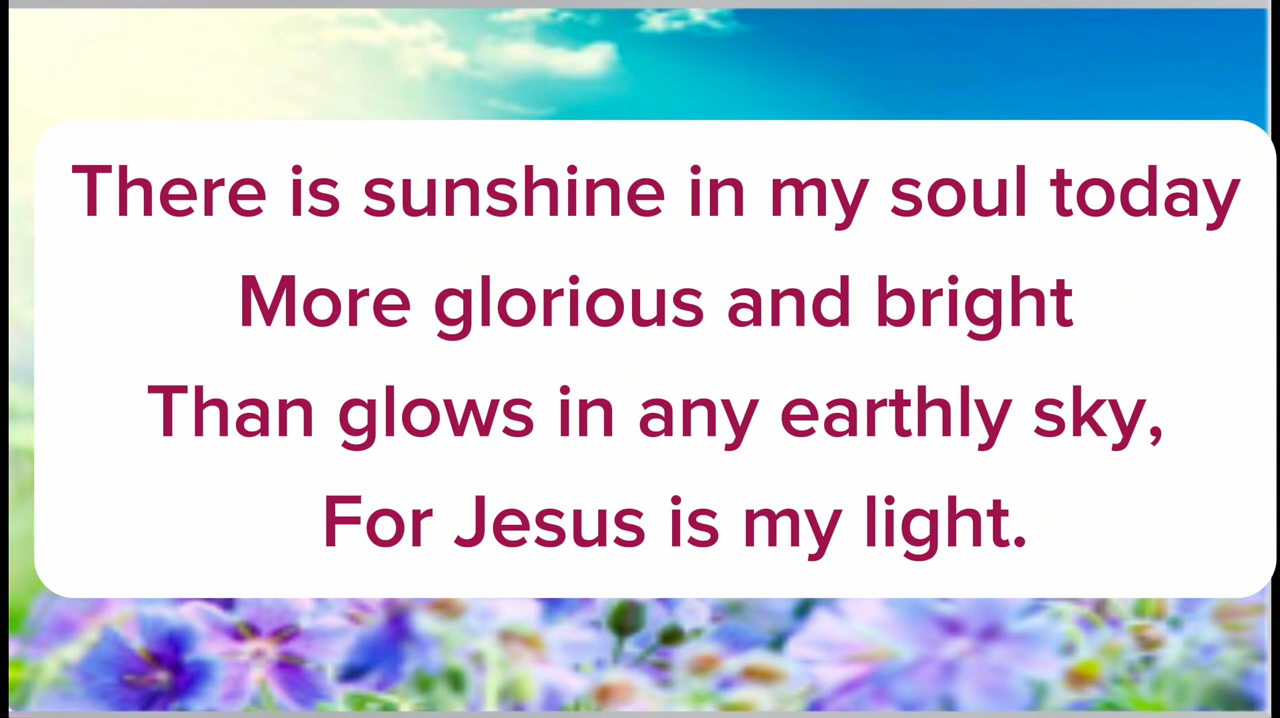 There is sunshine in my soul today
More glorious and bright
Than glows in any earthly sky,
For Jesus is my light.